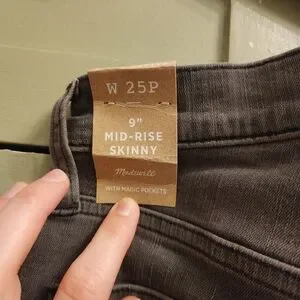 W 25P
9"
MID-RISE
SKINNY
Madewell
WITH MAGIC POCKETS